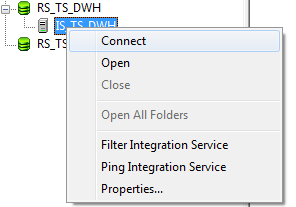 RS_TS_DWH
IS_TS_DWH
RS_TS
Connect
Open
Close
Open All Folders
Filter Integration Service
Ping Integration Service
Properties...